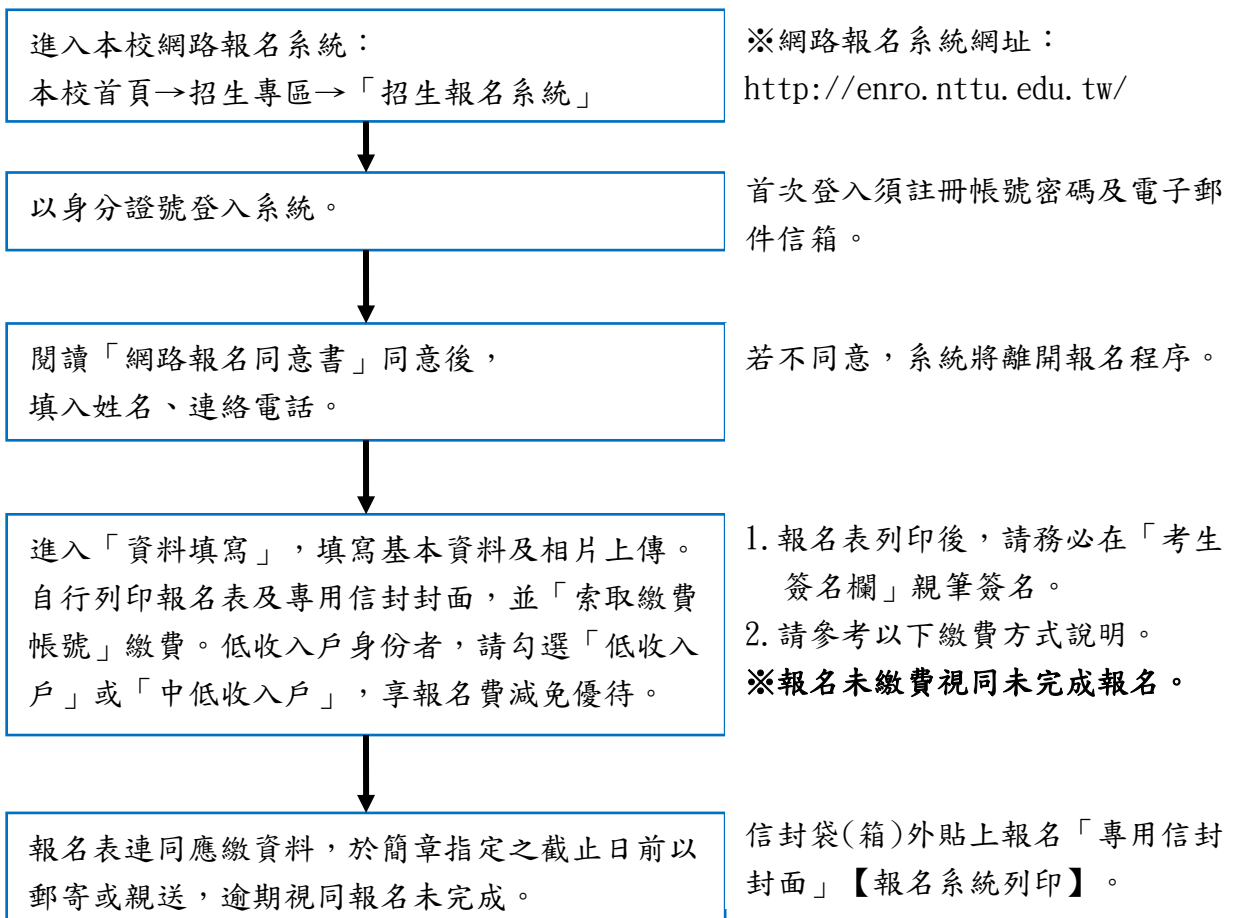 進入本校網路報名系統：
本校首頁→招生專區→「招生報名系統」
※網路報名系統網址：
http://enro.nttu.edu.tw/
以身分證號登入系統。
首次登入須註冊帳號密碼及電子郵
件信箱。
閱讀「網路報名同意書」同意後，
填入姓名、連絡電話。
若不同意，系統將離開報名程序。
進入「資料填寫」，填寫基本資料及相片上傳。
自行列印報名表及專用信封封面，並「索取繳費
帳號」繳費。低收入戶身份者，請勾選「低收入
戶」或「中低收入戶」，享報名費減免優待。
1.報名表列印後，請務必在「考生
簽名欄」親筆簽名。
2.請參考以下繳費方式說明。
※報名未繳費視同未完成報名。
報名表連同應繳資料，於簡章指定之截止日前以
郵寄或親送，逾期視同報名未完成。
信封袋(箱)外貼上報名「專用信封
封面」【報名系統列印】。